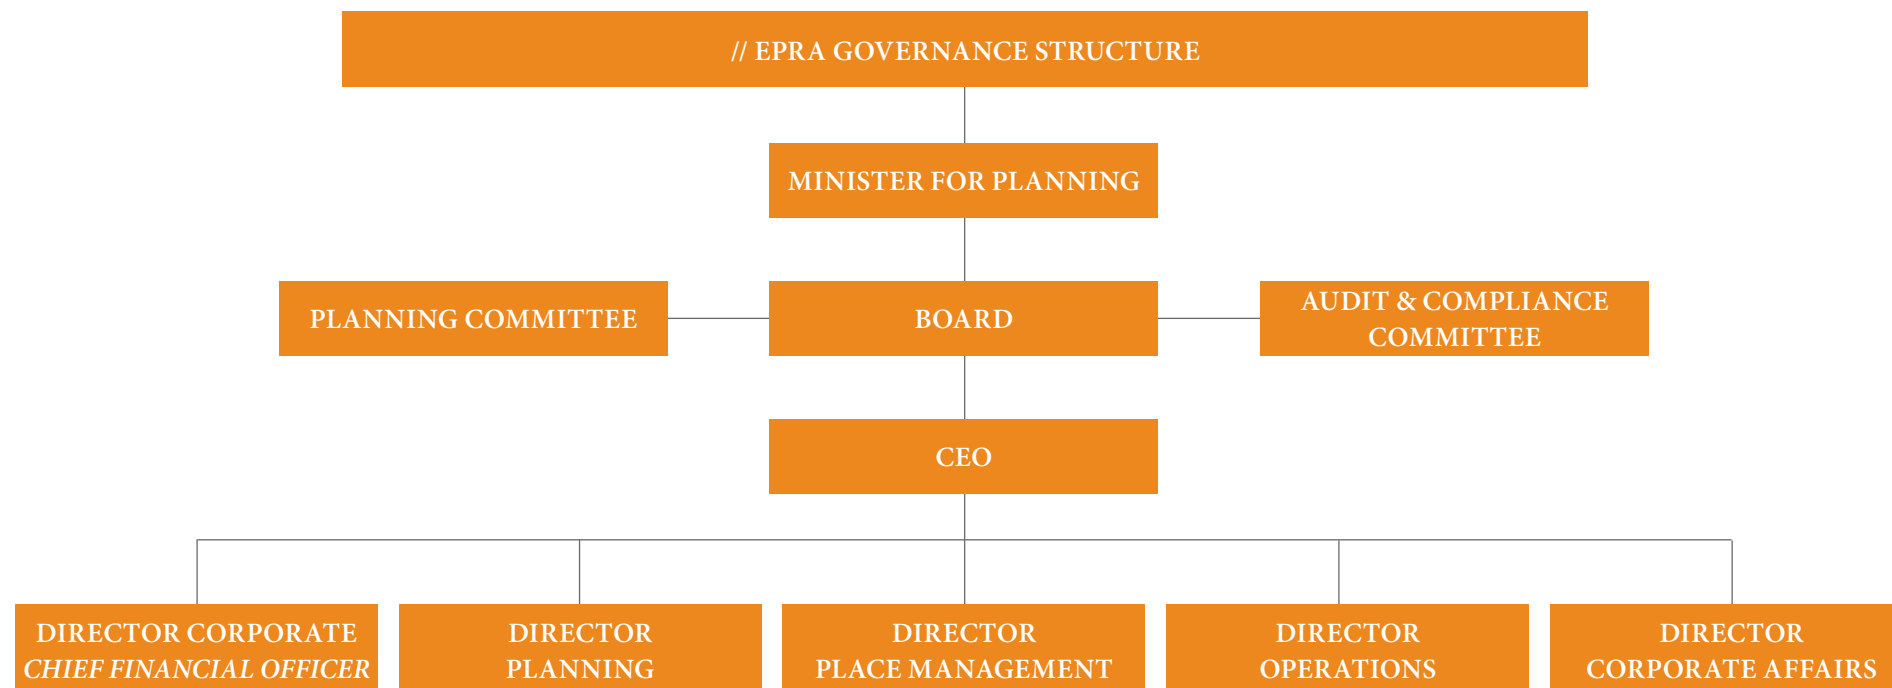 // EPRA GOVERNANCE STRUCTURE
MINISTER FOR PLANNING
PLANNING COMMITTEE
BOARD
AUDIT & COMPLIANCE
COMMITTEE
CEO
DIRECTOR CORPORATE
CHIEF FINANCIAL OFFICER
DIRECTOR
PLANNING
DIRECTOR
PLACE MANAGEMENT
DIRECTOR
OPERATIONS
DIRECTOR
CORPORATE AFFAIRS